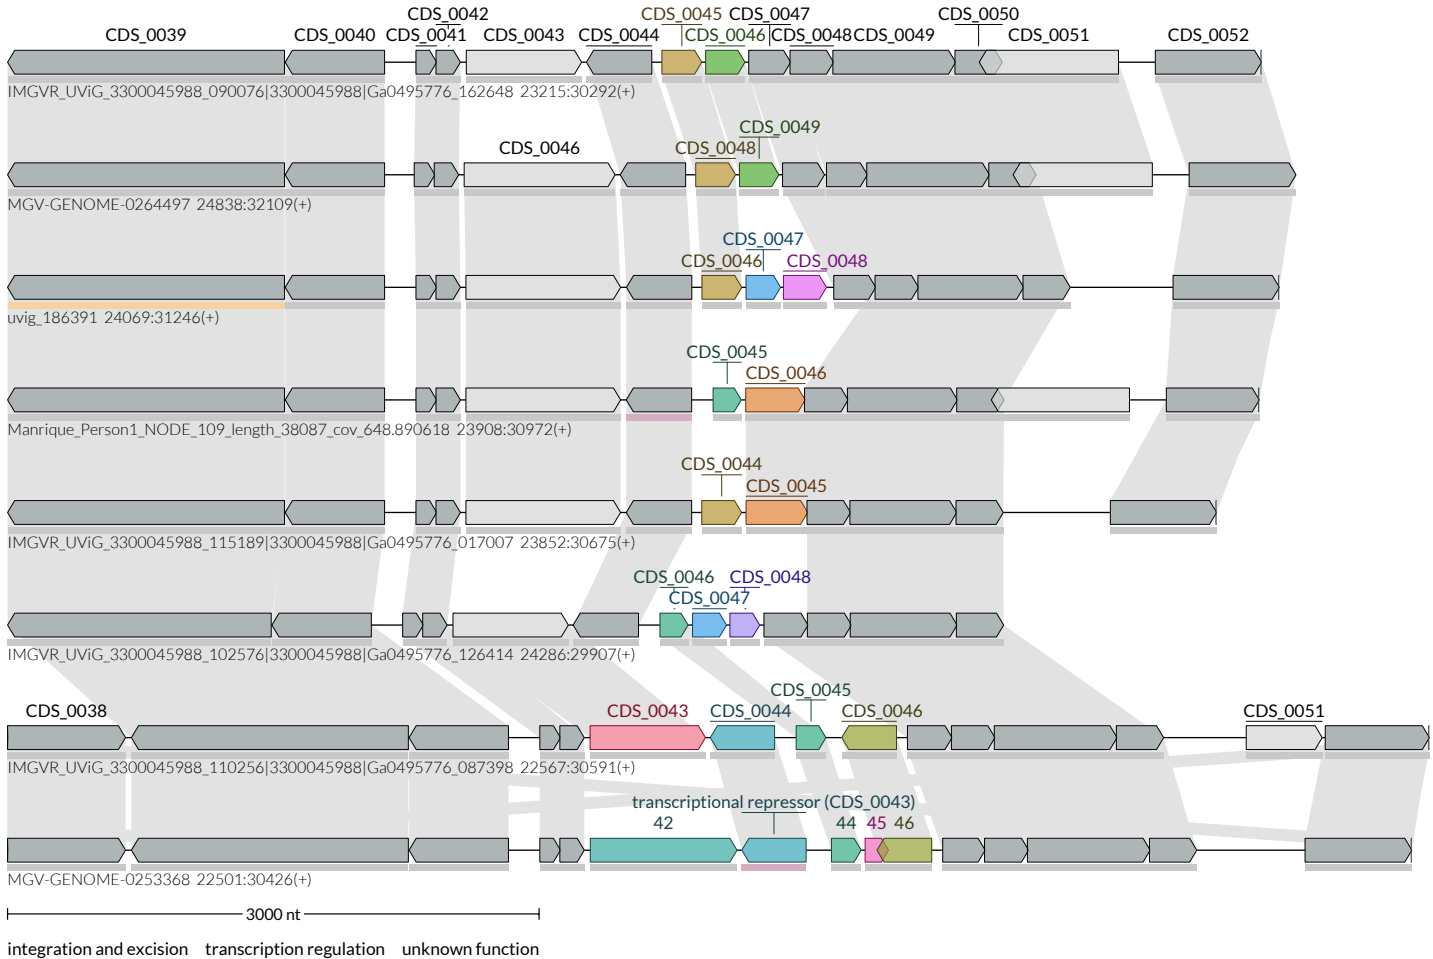 CDS_0042 CDS_0045 CDS_0047 CDS_0050
CDS_0039 CDS_0040 CDS_0041 CDS_0043 CDS_0044 CDS_0046 CDS_0048 CDS_0049 CDS_0051 CDS_0052
IMGVR_UViG_3300045988_090076|3300045988|Ga0495776_162648 23215:30292(+)
CDS_0049
CDS_0046 CDS_0048
MGV-GENOME-0264497 24838:32109(+)
CDS_0047
CDS_0046 CDS_0048
uvig_186391 24069:31246(+)
CDS_0045
CDS_0046
Manrique_Person1_NODE_109_length_38087_cov_648.890618 23908:30972(+)
CDS_0044
CDS_0045
IMGVR_UViG_3300045988_115189|3300045988|Ga0495776_017007 23852:30675(+)
CDS_0046 CDS_0048
CDS_0047
IMGVR_UViG_3300045988_102576|3300045988|Ga0495776_126414 24286:29907(+)
CDS_0045
CDS_0038 CDS_0043 CDS_0044 CDS_0046 CDS_0051
IMGVR_UViG_3300045988_110256|3300045988|Ga0495776_087398 22567:30591(+)
transcriptional repressor (CDS_0043)
42 44 45 46
MGV-GENOME-0253368 22501:30426(+)
3000 nt
integration and excision transcription regulation unknown function